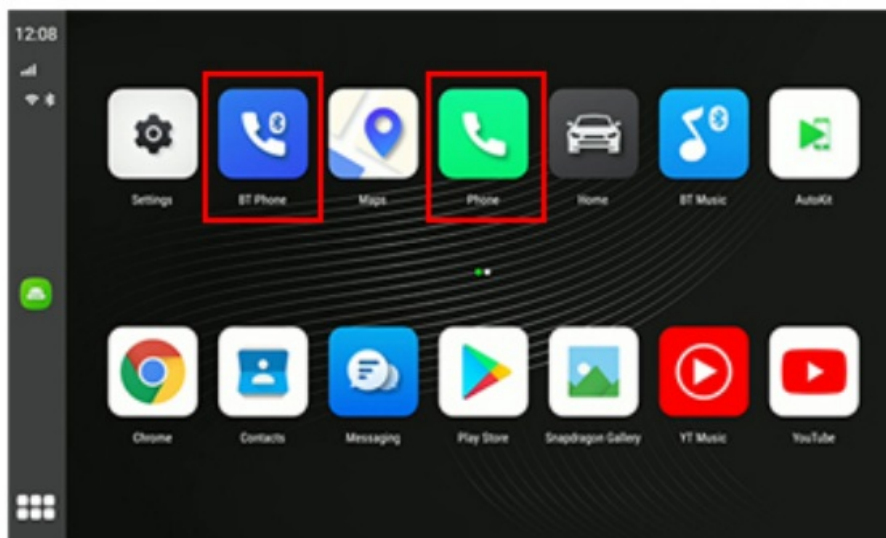 12:08
Settings
BT Phone
Maps
Phone
Home
BT Music
AutoKit
Chrome
Contacts
Messaging
Play Store
Snapdragon Gallery
YT Music
YouTube